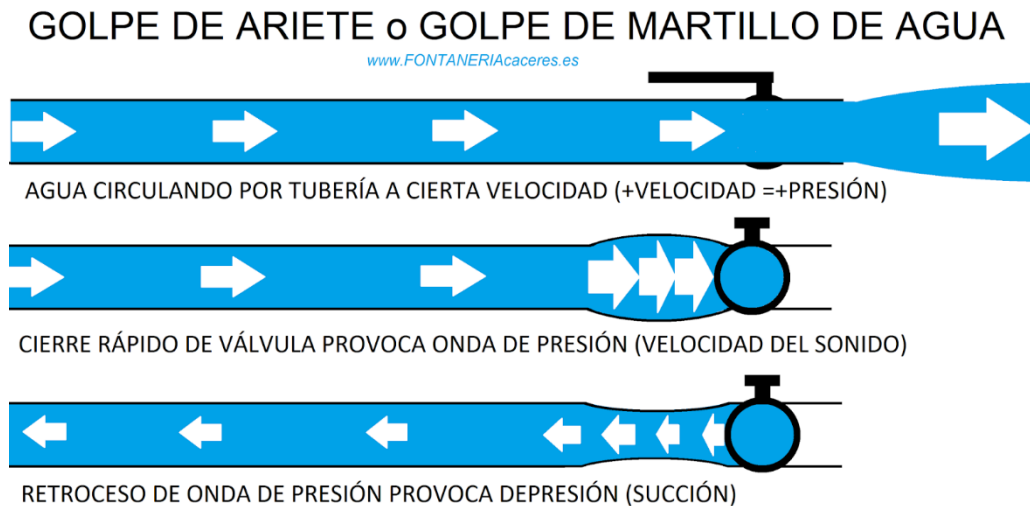 GOLPE DE ARIETE o GOLPE DE MARTILLO DE AGUA
www.FONTANERIAcaceres.es
AGUA CIRCULANDO POR TUBERÍA A CIERTA VELOCIDAD (+VELOCIDAD =+PRESIÓN)
CIERRE RÁPIDO DE VÁLVULA PROVOCA ONDA DE PRESIÓN (VELOCIDAD DEL SONIDO)
RETROCESO DE ONDA DE PRESIÓN PROVOCA DEPRESIÓN (SUCCIÓN)